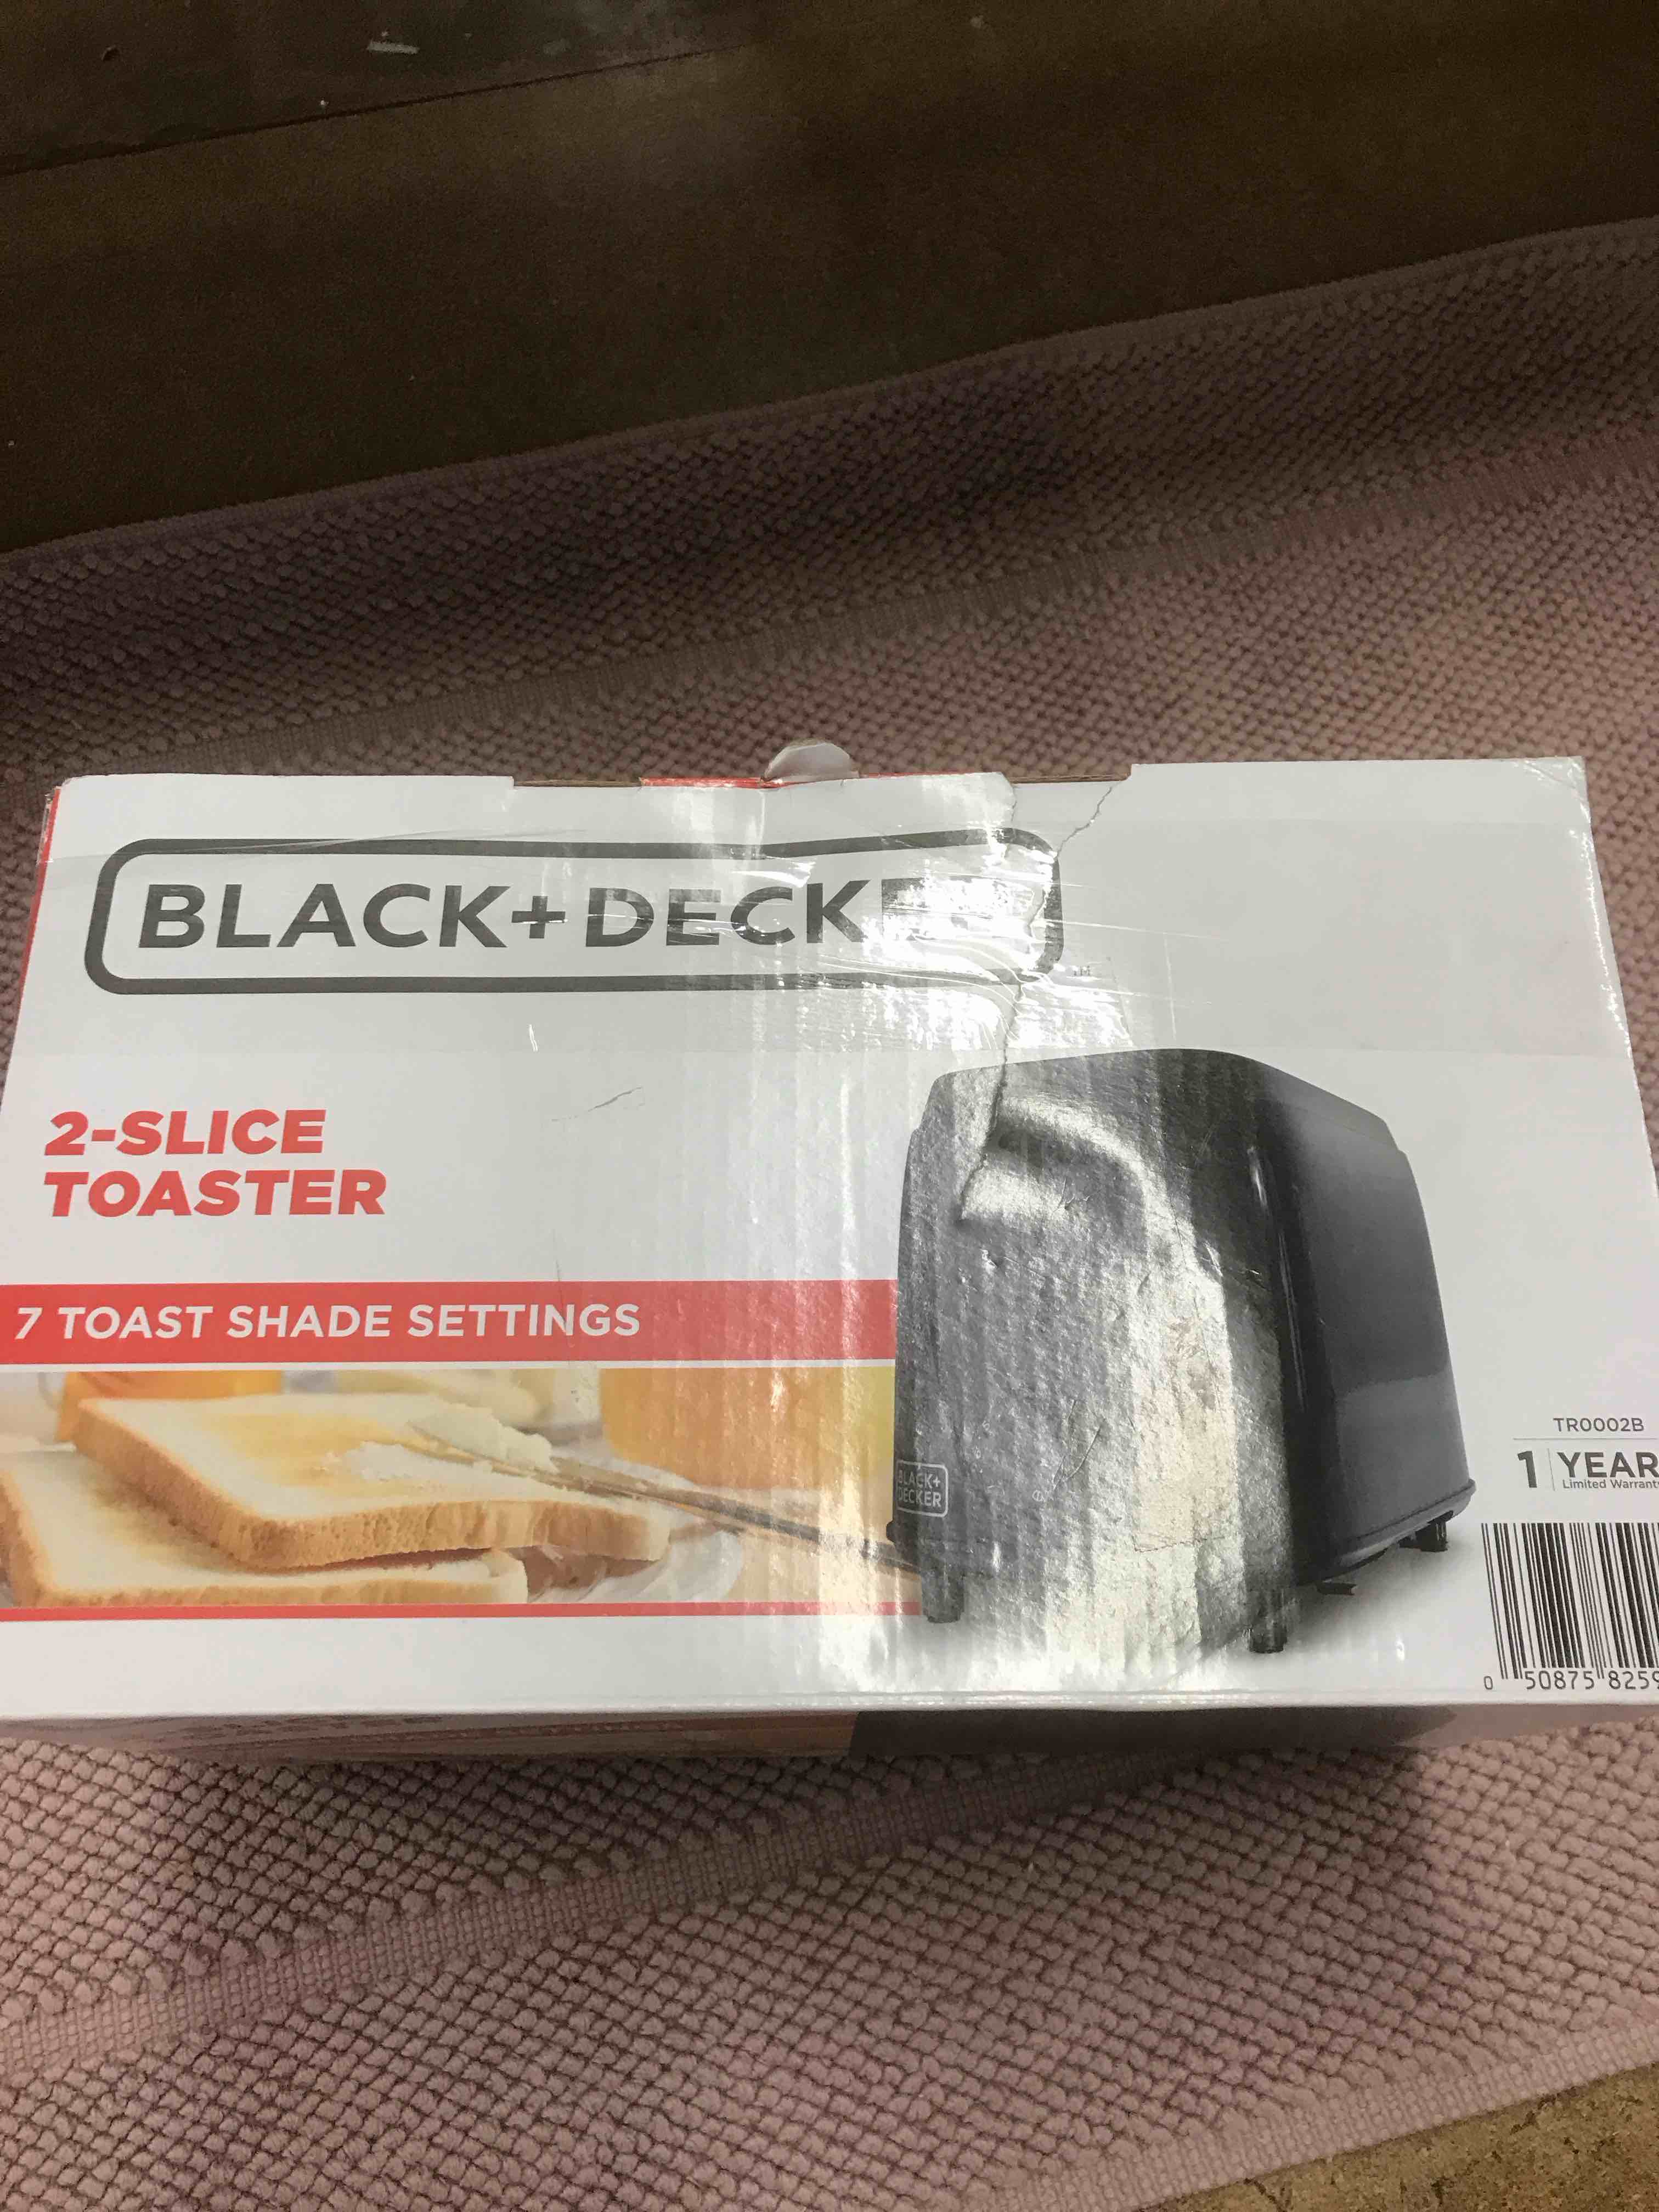 BLACK+DECKER
2-SLICE
TOASTER
7 TOAST SHADE SETTINGS
BLACK+
DECKER
TR0002B
1 YEAR
Limited Warranty
0 50875 8259